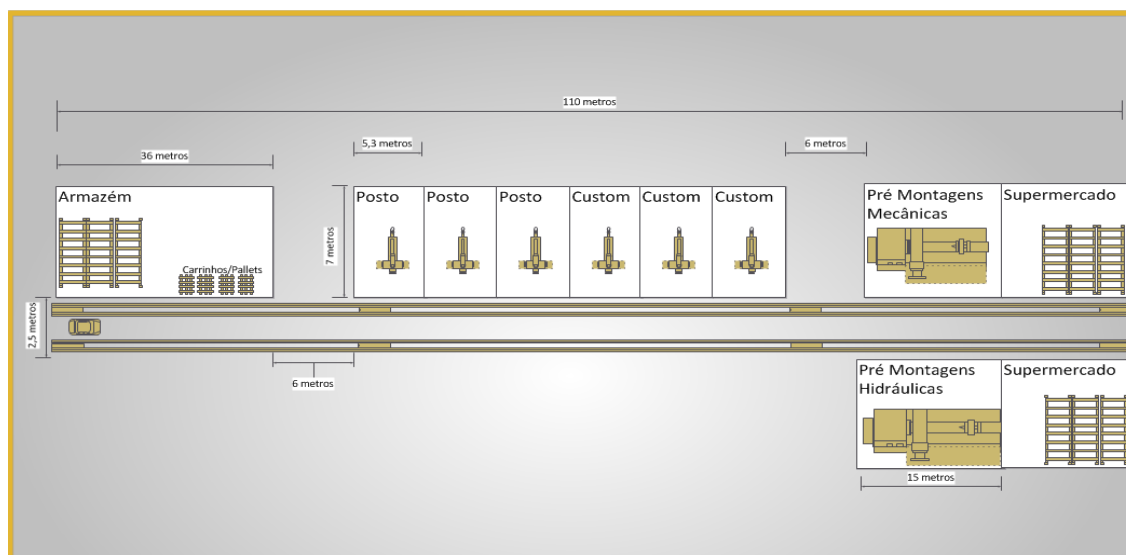 110 metros
5,3 metros
6 metros
36 metros
Armazém
Posto
Posto
Posto
Custom
Custom
Custom
Pré Montagens
Mecânicas
Supermercado
7 metros
Carrinhos/Pallets
2,5 metros
6 metros
Pré Montagens
Hidráulicas
Supermercado
15 metros